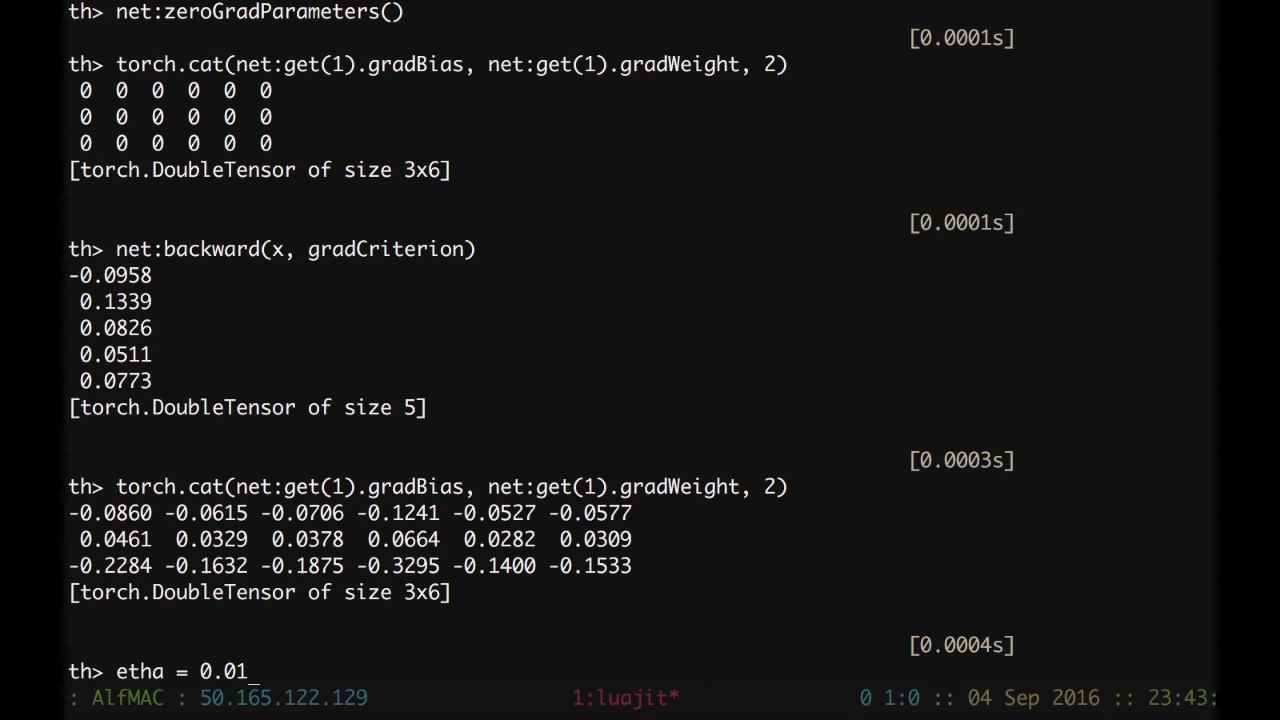 th> net:zeroGradParameters()
[0.0001s]
th> torch.cat(net:get(1).gradBias, net:get(1).gradWeight, 2)
0 0 0 0 0 0
0 0 0 0 0 0
0 0 0 0 0 0
[torch.DoubleTensor of size 3x6]
[0.0001s]
th> net:backward(x, gradCriterion)
-0.0958
0.1339
0.0826
0.0511
0.0773
[torch.DoubleTensor of size 5]
[0.0003s]
th> torch.cat(net:get(1).gradBias, net:get(1).gradWeight, 2)
-0.0860 -0.0615 -0.0706 -0.1241 -0.0527 -0.0577
0.0461 0.0329 0.0378 0.0664 0.0282 0.0309
-0.2284 -0.1632 -0.1875 -0.3295 -0.1400 -0.1533
[torch.DoubleTensor of size 3x6]
[0.0004s]
th> etha = 0.01_
: AlfMAC : 50.165.122.129 1:luajit* 0 1:0 :: 04 Sep 2016 :: 23:43: